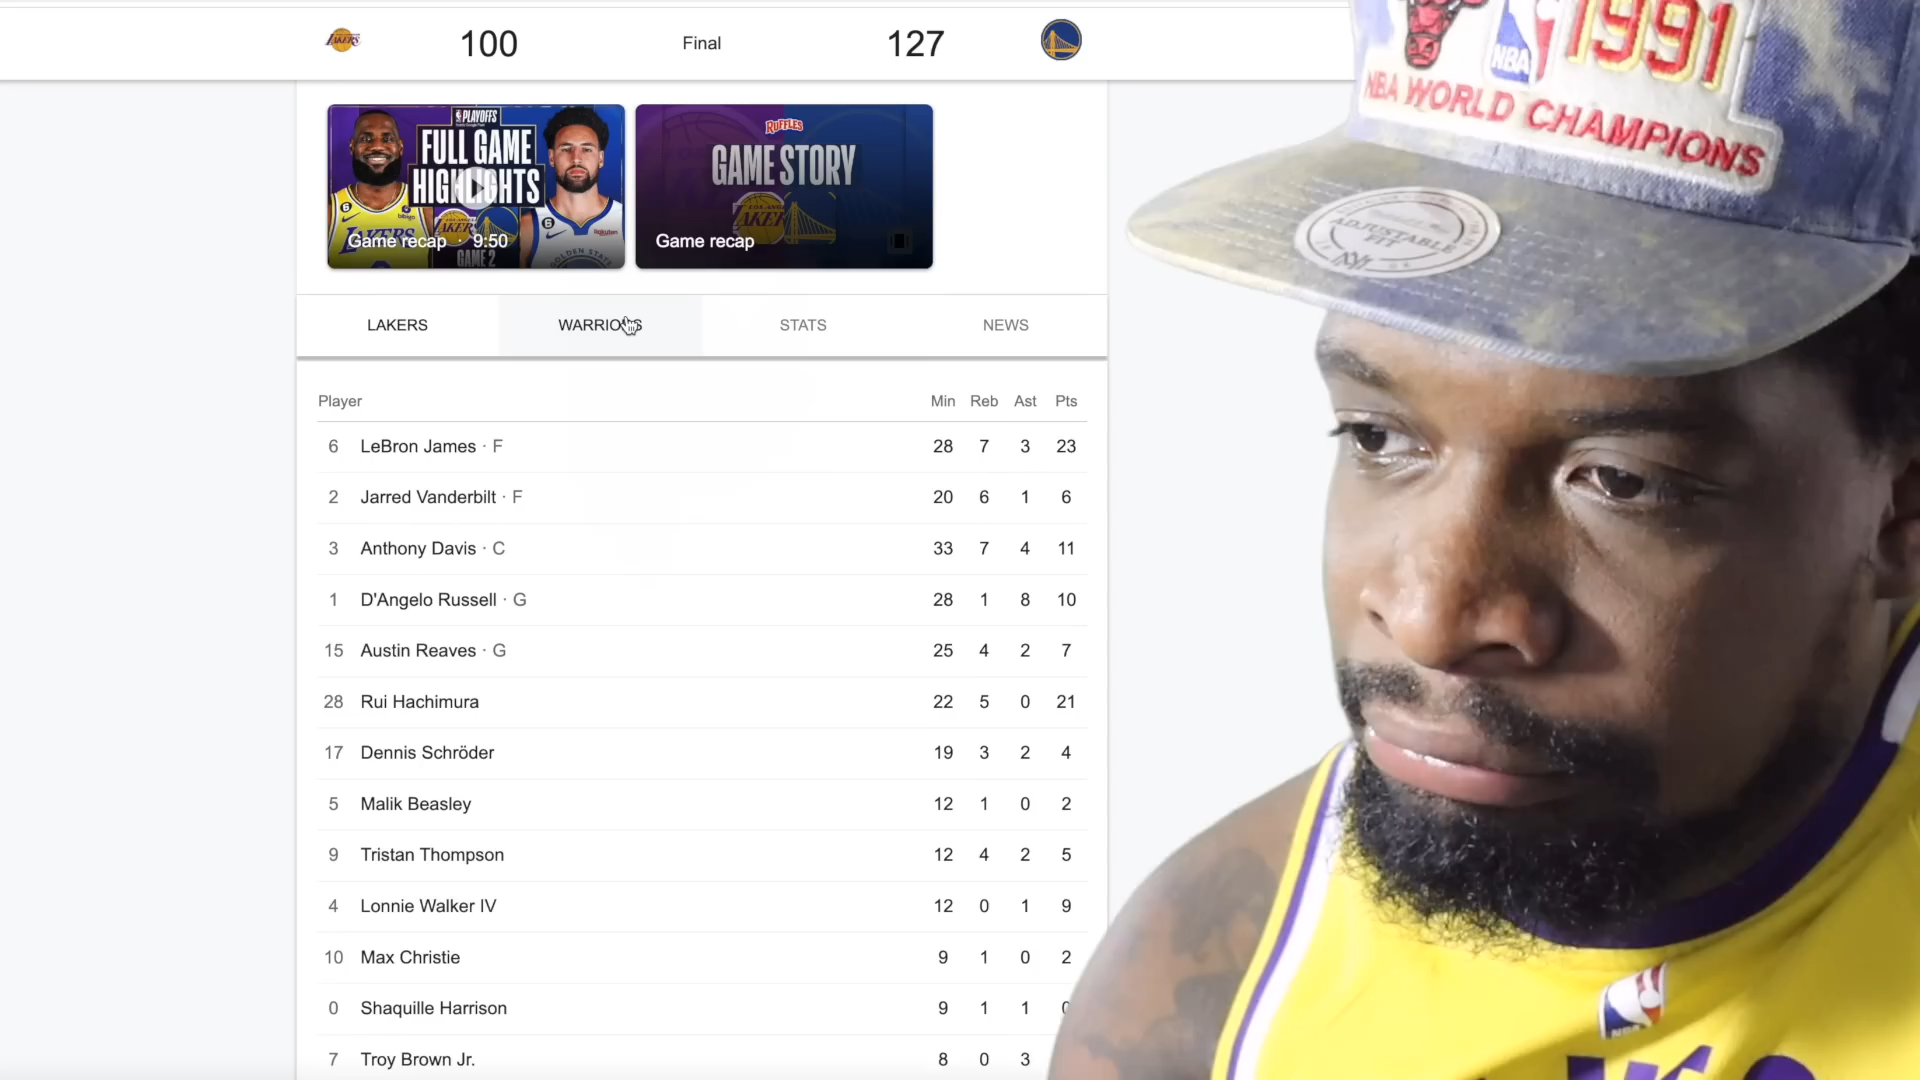 100 Final 127
LAKERS
PLAYOFFS
FULL GAME
HIGHLIGHTS
Game recap · 9:50
GAME 2
RUFFLES
GAME STORY
Game recap
LAKERS WARRIORS STATS NEWS
Player Min Reb Ast Pts
6 LeBron James · F 28 7 3 23
2 Jarred Vanderbilt · F 20 6 1 6
3 Anthony Davis · C 33 7 4 11
1 D'Angelo Russell · G 28 1 8 10
15 Austin Reaves · G 25 4 2 7
28 Rui Hachimura 22 5 0 21
17 Dennis Schröder 19 3 2 4
5 Malik Beasley 12 1 0 2
9 Tristan Thompson 12 4 2 5
4 Lonnie Walker IV 12 0 1 9
10 Max Christie 9 1 0 2
0 Shaquille Harrison 9 1 1
7 Troy Brown Jr. 8 0 3
1991
NBA
NBA WORLD CHAMPIONS
ADJUSTABLE
FIT
NBA